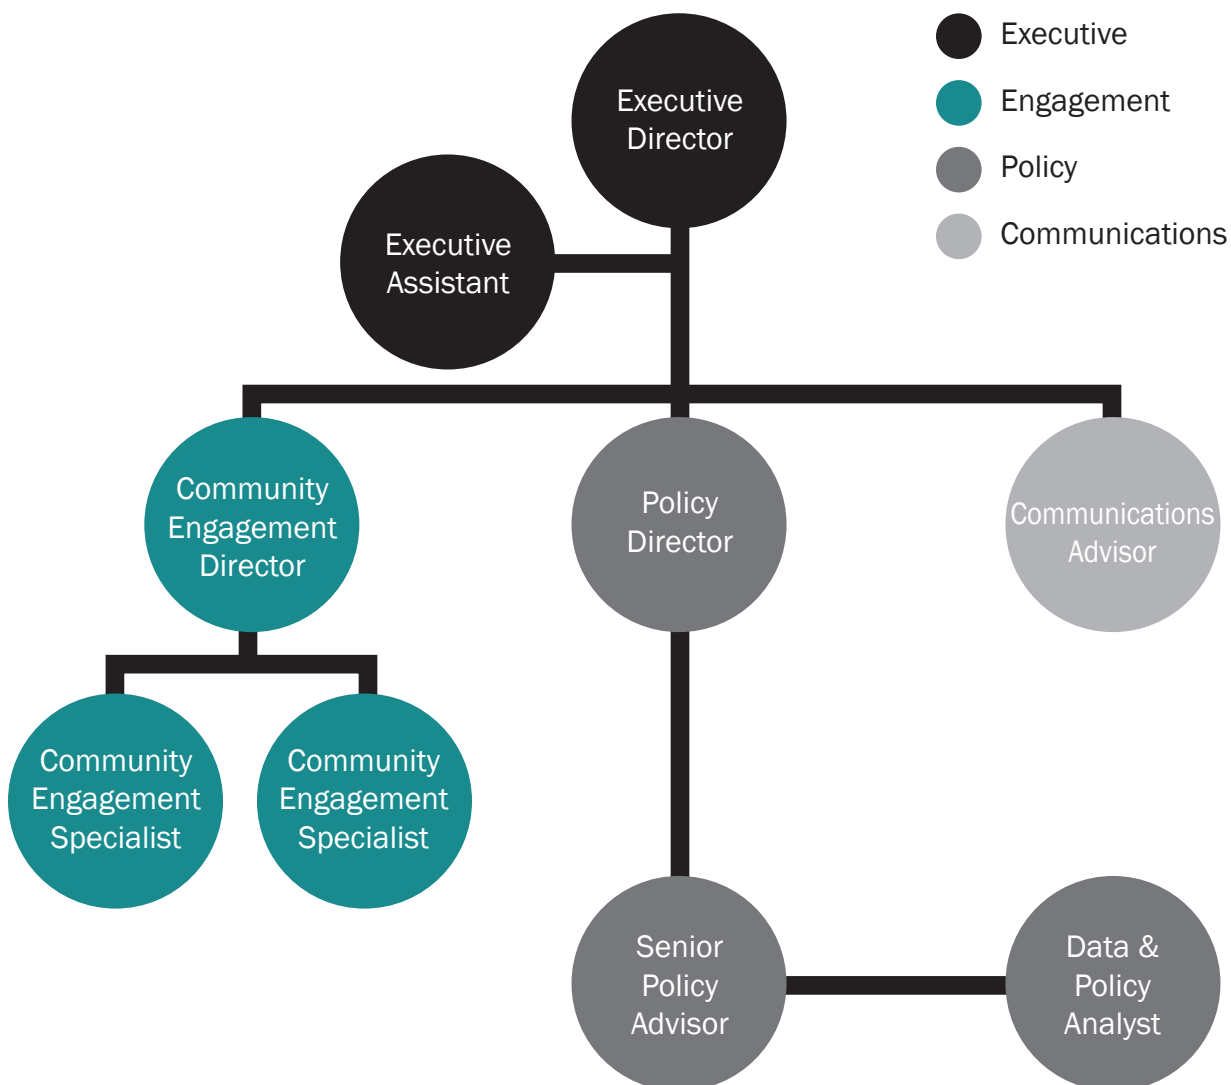 Executive
Director
Executive
Engagement
Policy
Communications
Executive
Assistant
Community
Engagement
Director
Policy
Director
Communications
Advisor
Community
Engagement
Specialist
Community
Engagement
Specialist
Senior
Policy
Advisor
Data &
Policy
Analyst